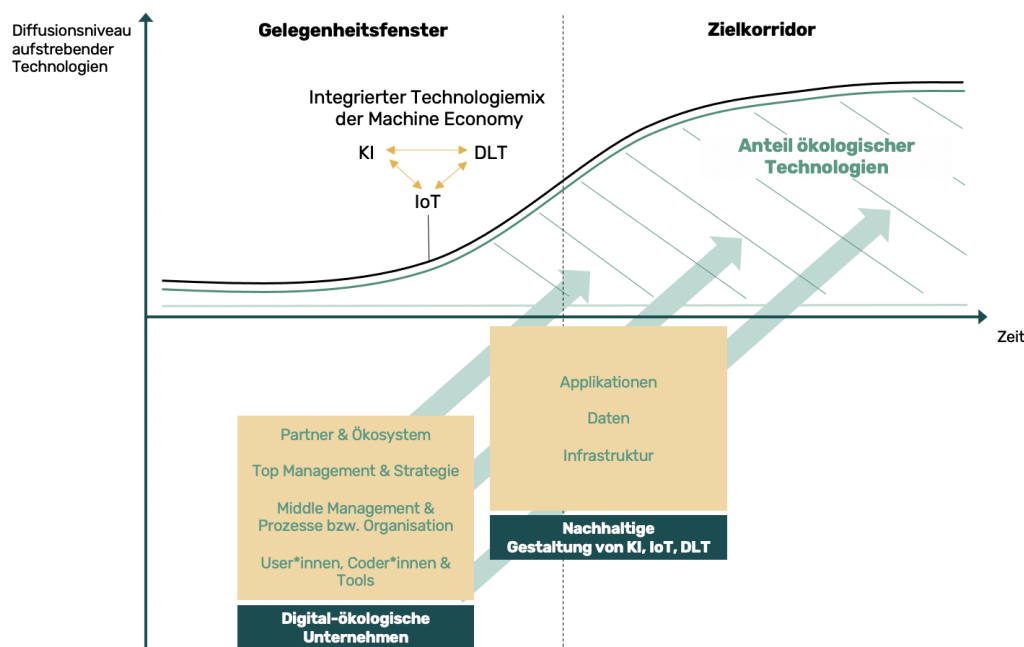 Diffusionsniveau
aufstrebender
Technologien
Gelegenheitsfenster
Zielkorridor
Integrierter Technologiemix
der Machine Economy
KI
DLT
IoT
Anteil ökologischer
Technologien
Zeit
Applikationen
Daten
Infrastruktur
Nachhaltige
Gestaltung von KI, IoT, DLT
Partner & Ökosystem
Top Management & Strategie
Middle Management &
Prozesse bzw. Organisation
User*innen, Coder*innen &
Tools
Digital-ökologische
Unternehmen